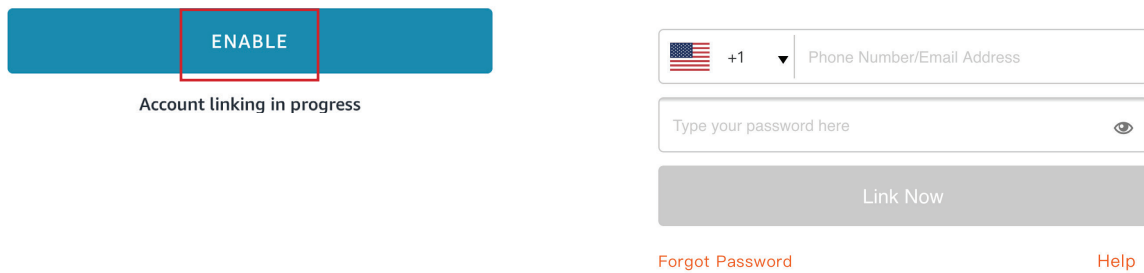 ENABLE
Account linking in progress
+1 Phone Number/Email Address
Type your password here
Link Now
Forgot Password Help